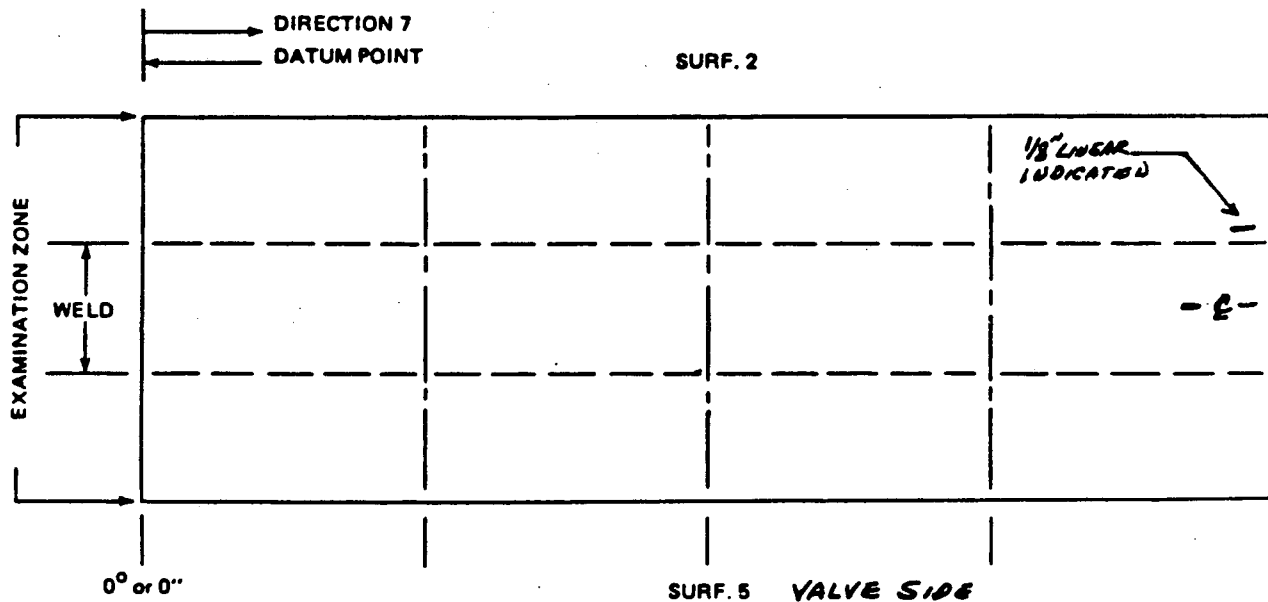 DIRECTION 7
DATUM POINT
SURF. 2
1/8" LINEAR
INDICATION
EXAMINATION ZONE
WELD
- ℄ -
0° or 0"
SURF. 5 VALVE SIDE